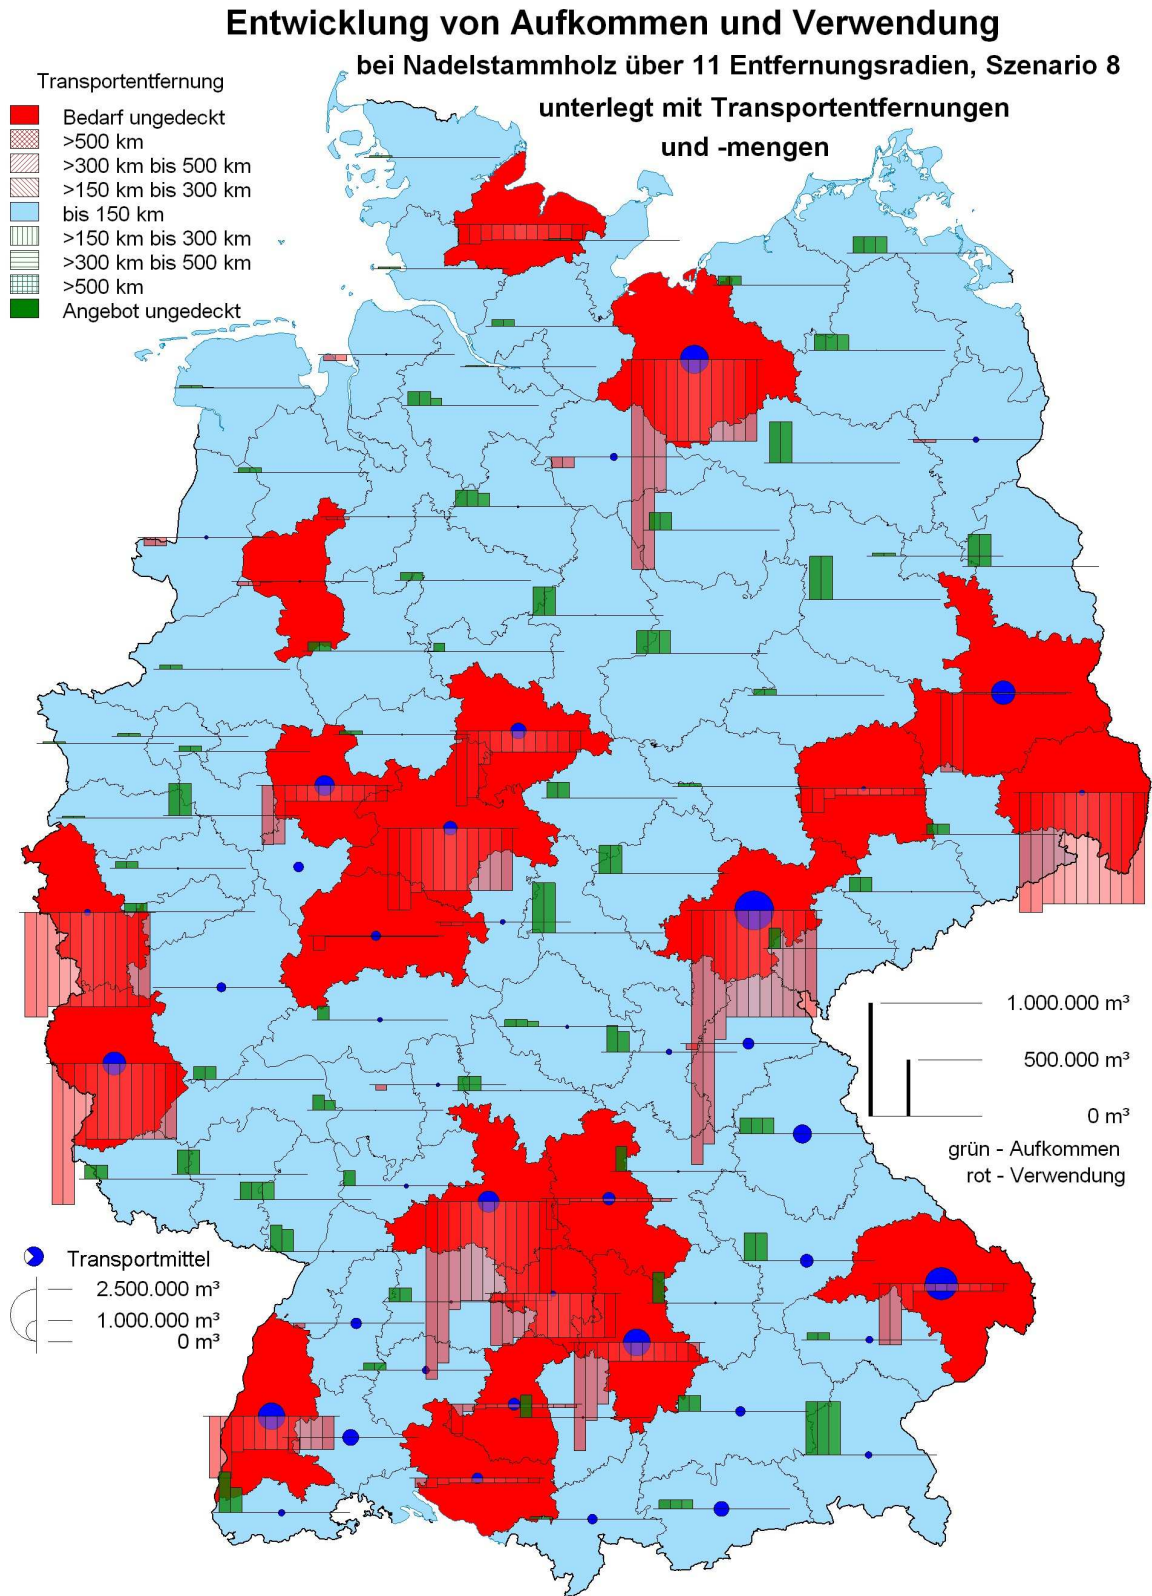 Entwicklung von Aufkommen und Verwendung
bei Nadelstammholz über 11 Entfernungsradien, Szenario 8
unterlegt mit Transportentfernungen
und -mengen
Transportentfernung
Bedarf ungedeckt
>500 km
>300 km bis 500 km
>150 km bis 300 km
bis 150 km
>150 km bis 300 km
>300 km bis 500 km
>500 km
Angebot ungedeckt
1.000.000 m³
500.000 m³
0 m³
grün - Aufkommen
rot - Verwendung
Transportmittel
2.500.000 m³
1.000.000 m³
0 m³